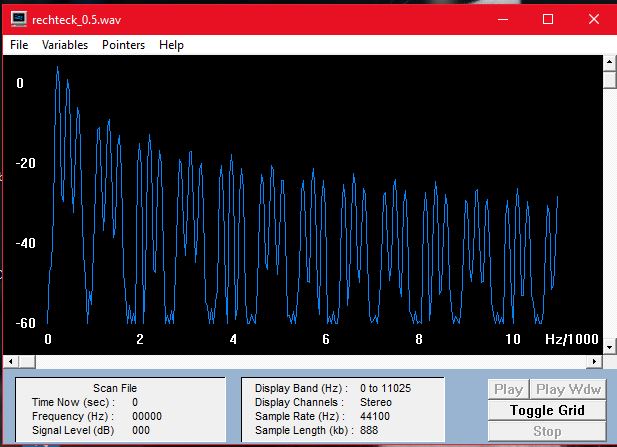 rechteck_0.5.wav
File Variables Pointers Help
0
-20
-40
-60
0 2 4 6 8 10 Hz/1000
Scan File
Time Now (sec) : 0
Frequency (Hz) : 00000
Signal Level (dB) 000
Display Band (Hz) : 0 to 11025
Display Channels : Stereo
Sample Rate (Hz) : 44100
Sample Length (kb) : 888
Play Play Wdw
Toggle Grid
Stop